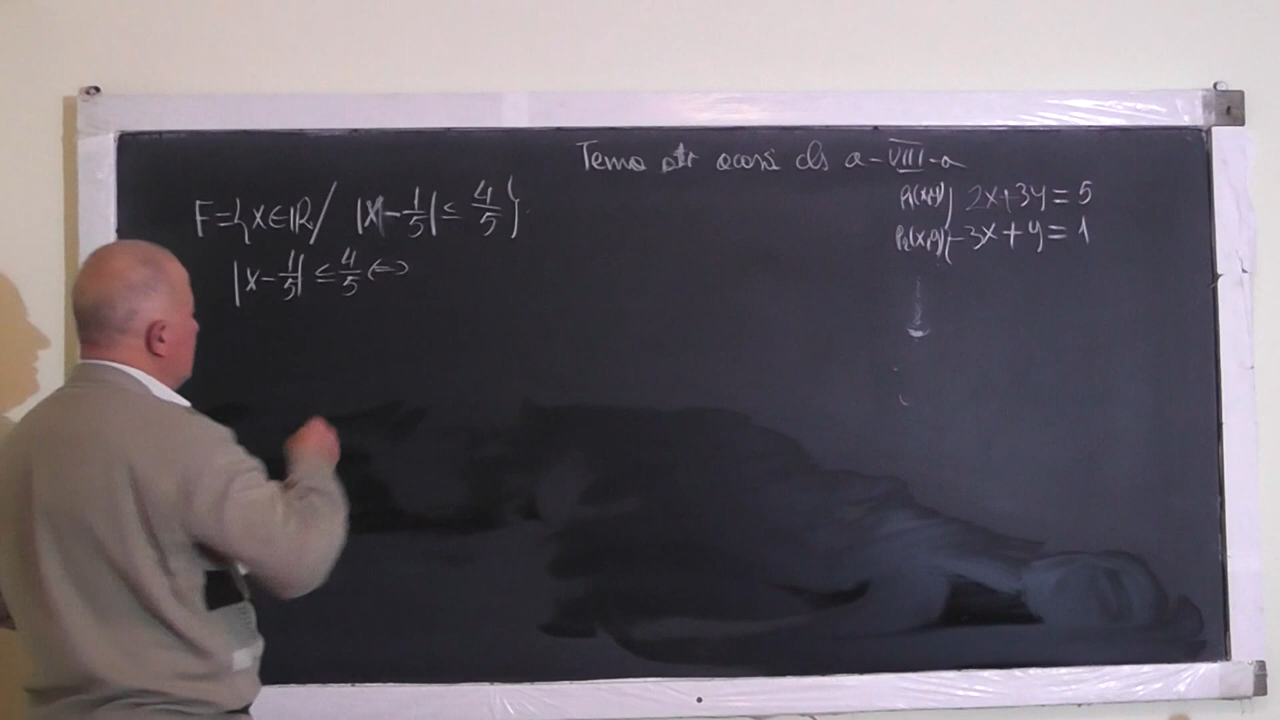 Tema ptr acasă cls a-VIII-a
F={x∈ℝ/ |x-1/5|≤4/5}
|x-1/5|≤4/5 ⇔
P₁(x,y) 2x+3y=5
P₂(x,y) -3x+y=1